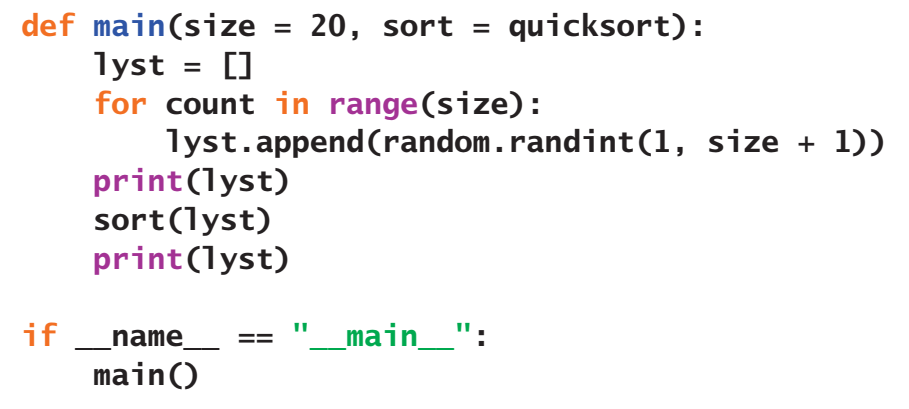 def main(size = 20, sort = quicksort):
    lyst = []
    for count in range(size):
        lyst.append(random.randint(1, size + 1))
    print(lyst)
    sort(lyst)
    print(lyst)

if __name__ == "__main__":
    main()